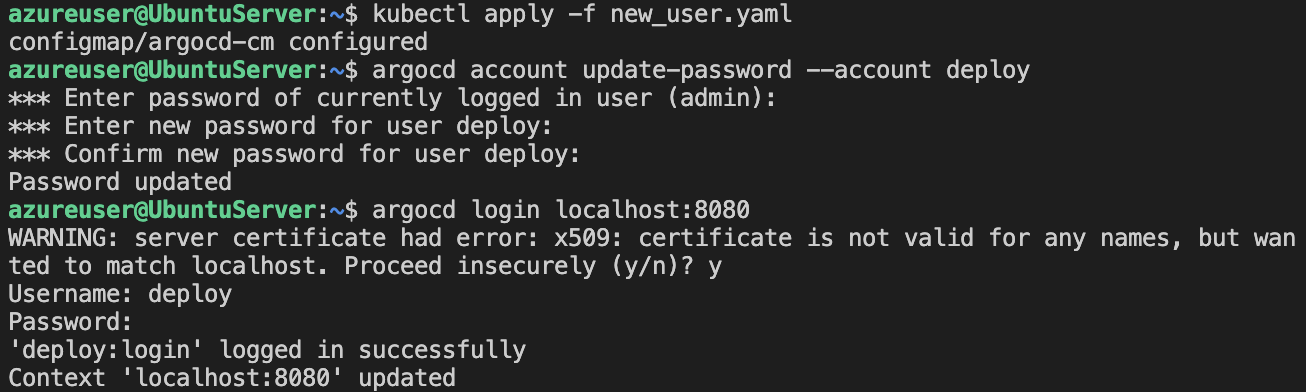 azureuser@UbuntuServer:~$ kubectl apply -f new_user.yaml
configmap/argocd-cm configured
azureuser@UbuntuServer:~$ argocd account update-password --account deploy
*** Enter password of currently logged in user (admin):
*** Enter new password for user deploy:
*** Confirm new password for user deploy:
Password updated
azureuser@UbuntuServer:~$ argocd login localhost:8080
WARNING: server certificate had error: x509: certificate is not valid for any names, but wan
ted to match localhost. Proceed insecurely (y/n)? y
Username: deploy
Password:
'deploy:login' logged in successfully
Context 'localhost:8080' updated